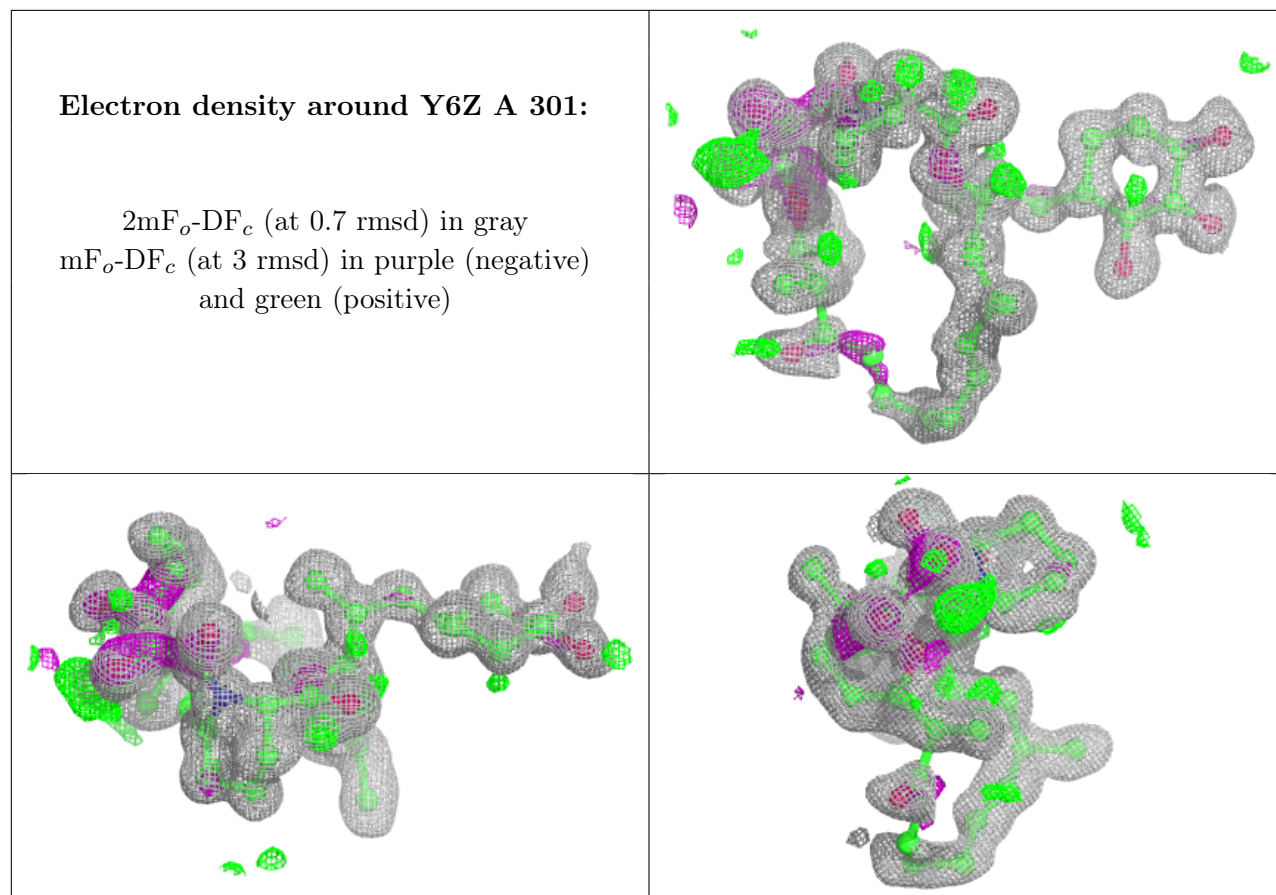 Electron density around Y6Z A 301:
2mFo-DFc (at 0.7 rmsd) in gray
mFo-DFc (at 3 rmsd) in purple (negative)
and green (positive)